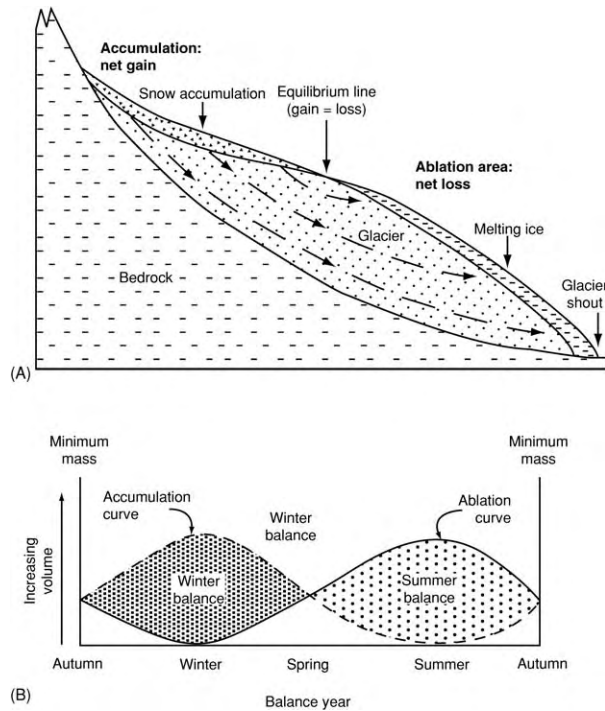 Accumulation:
net gain
Snow accumulation
Equilibrium line
(gain = loss)
Ablation area:
net loss
Glacier
Melting ice
Bedrock
Glacier
shout
(A)
Minimum
mass
Minimum
mass
Accumulation
curve
Winter
balance
Ablation
curve
Increasing
volume
Winter
balance
Summer
balance
Autumn
Winter
Spring
Summer
Autumn
(B)
Balance year